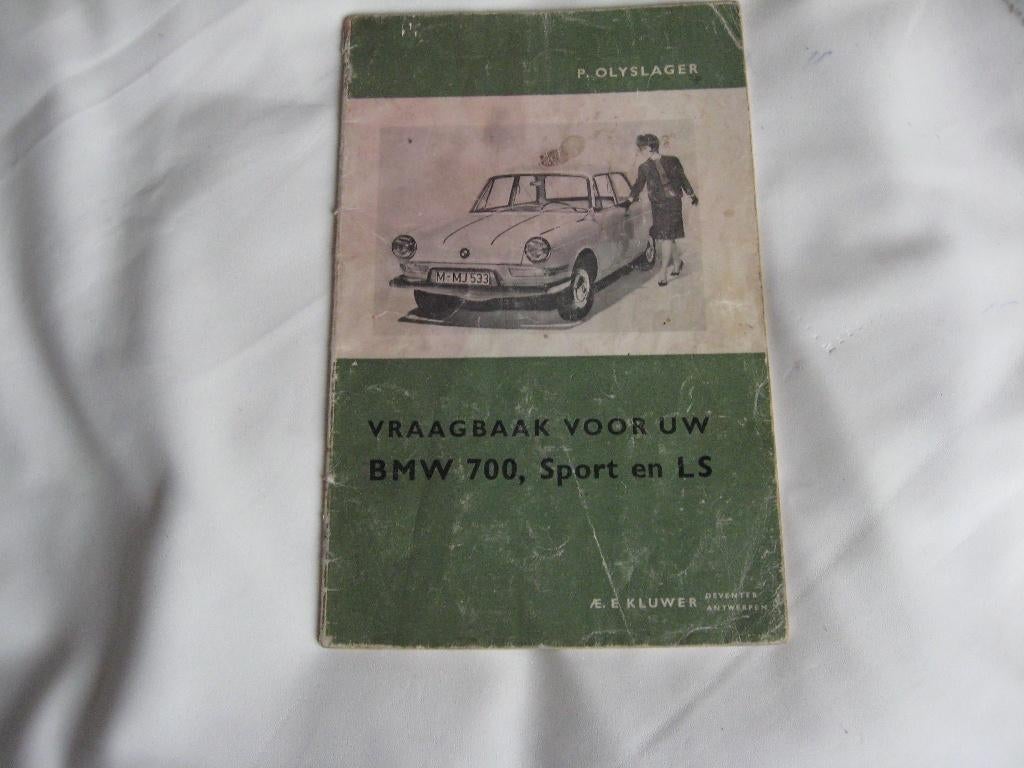 P. OLYSLAGER
M-MJ 533
VRAAGBAAK VOOR UW
BMW 700, Sport en LS
Æ. E. KLUWER DEVENTER
ANTWERPEN